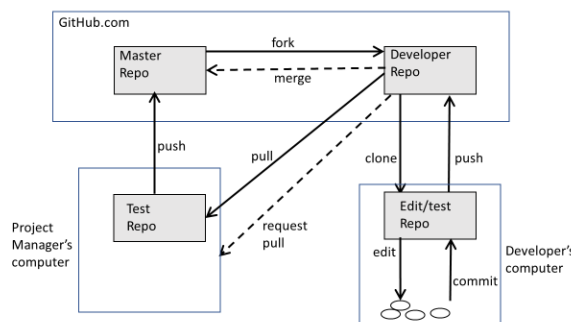 GitHub.com
Master
Repo
fork
Developer
Repo
merge
push
pull
clone
push
Test
Repo
Project
Manager's
computer
request
pull
Edit/test
Repo
edit
commit
Developer's
computer